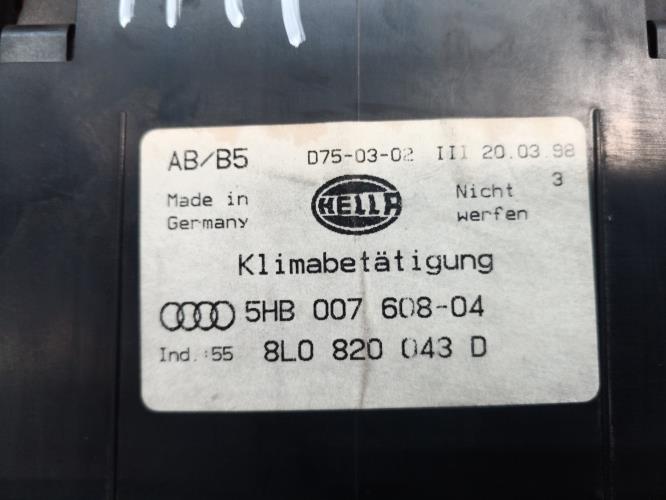 AB/B5 D75-03-02 III 20.03.98
Made in Germany HELLA Nicht werfen 3
Klimabetätigung
5HB 007 608-04
Ind.:55 8L0 820 043 D